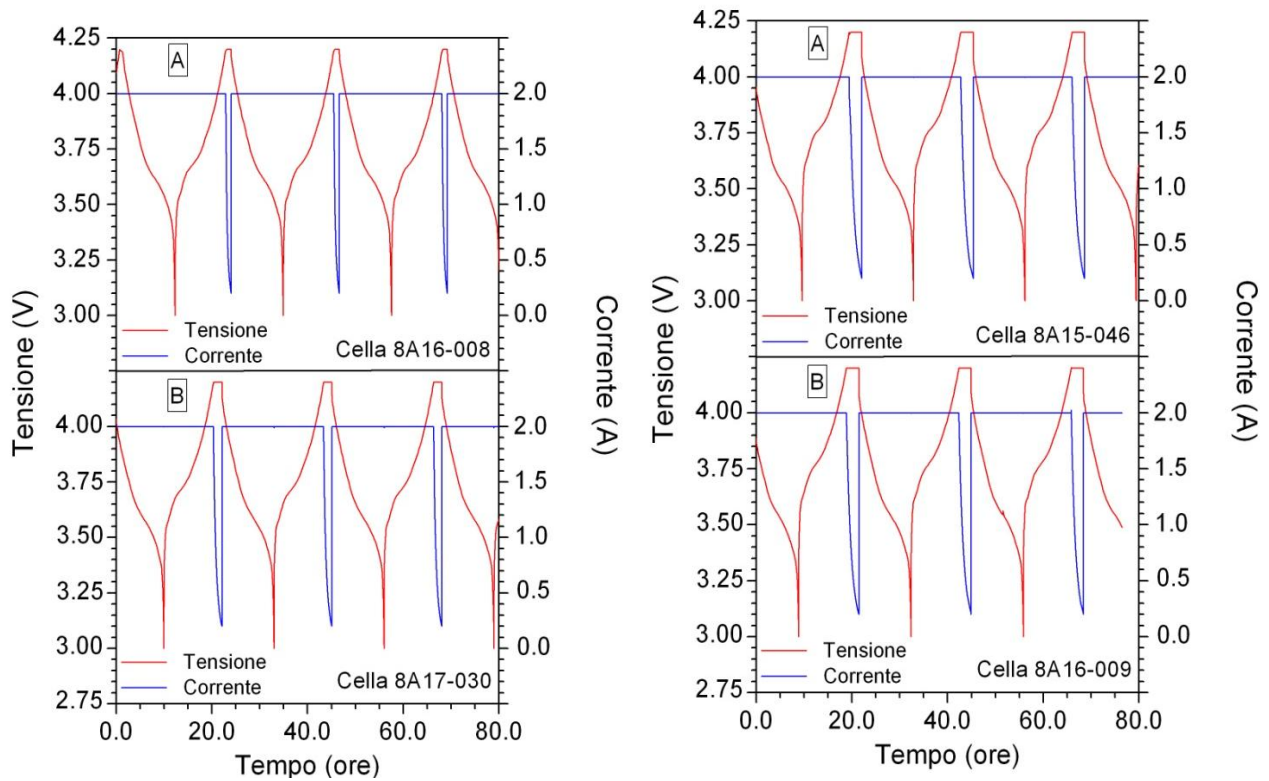 4.25
4.00
3.75
3.50
3.25
3.00
A
2.0
1.5
1.0
0.5
0.0
Tensione
Corrente
Cella 8A16-008
4.00
3.75
3.50
3.25
3.00
2.75
B
2.0
1.5
1.0
0.5
0.0
Tensione
Corrente
Cella 8A17-030
0.0 20.0 40.0 60.0 80.0
Tempo (ore)
Tensione (V)
Corrente (A)
4.25
4.00
3.75
3.50
3.25
3.00
A
2.0
1.5
1.0
0.5
0.0
Tensione
Corrente
Cella 8A15-046
4.00
3.75
3.50
3.25
3.00
2.75
B
2.0
1.5
1.0
0.5
0.0
Tensione
Corrente
Cella 8A16-009
0.0 20.0 40.0 60.0 80.0
Tempo (ore)
Tensione (V)
Corrente (A)